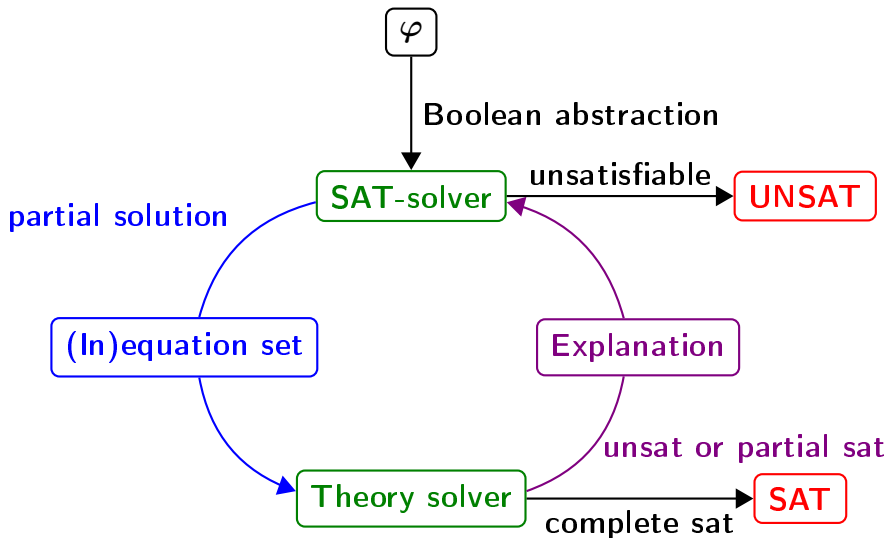 φ
Boolean abstraction
unsatisfiable
SAT-solver
UNSAT
partial solution
(In)equation set
Explanation
unsat or partial sat
Theory solver
SAT
complete sat